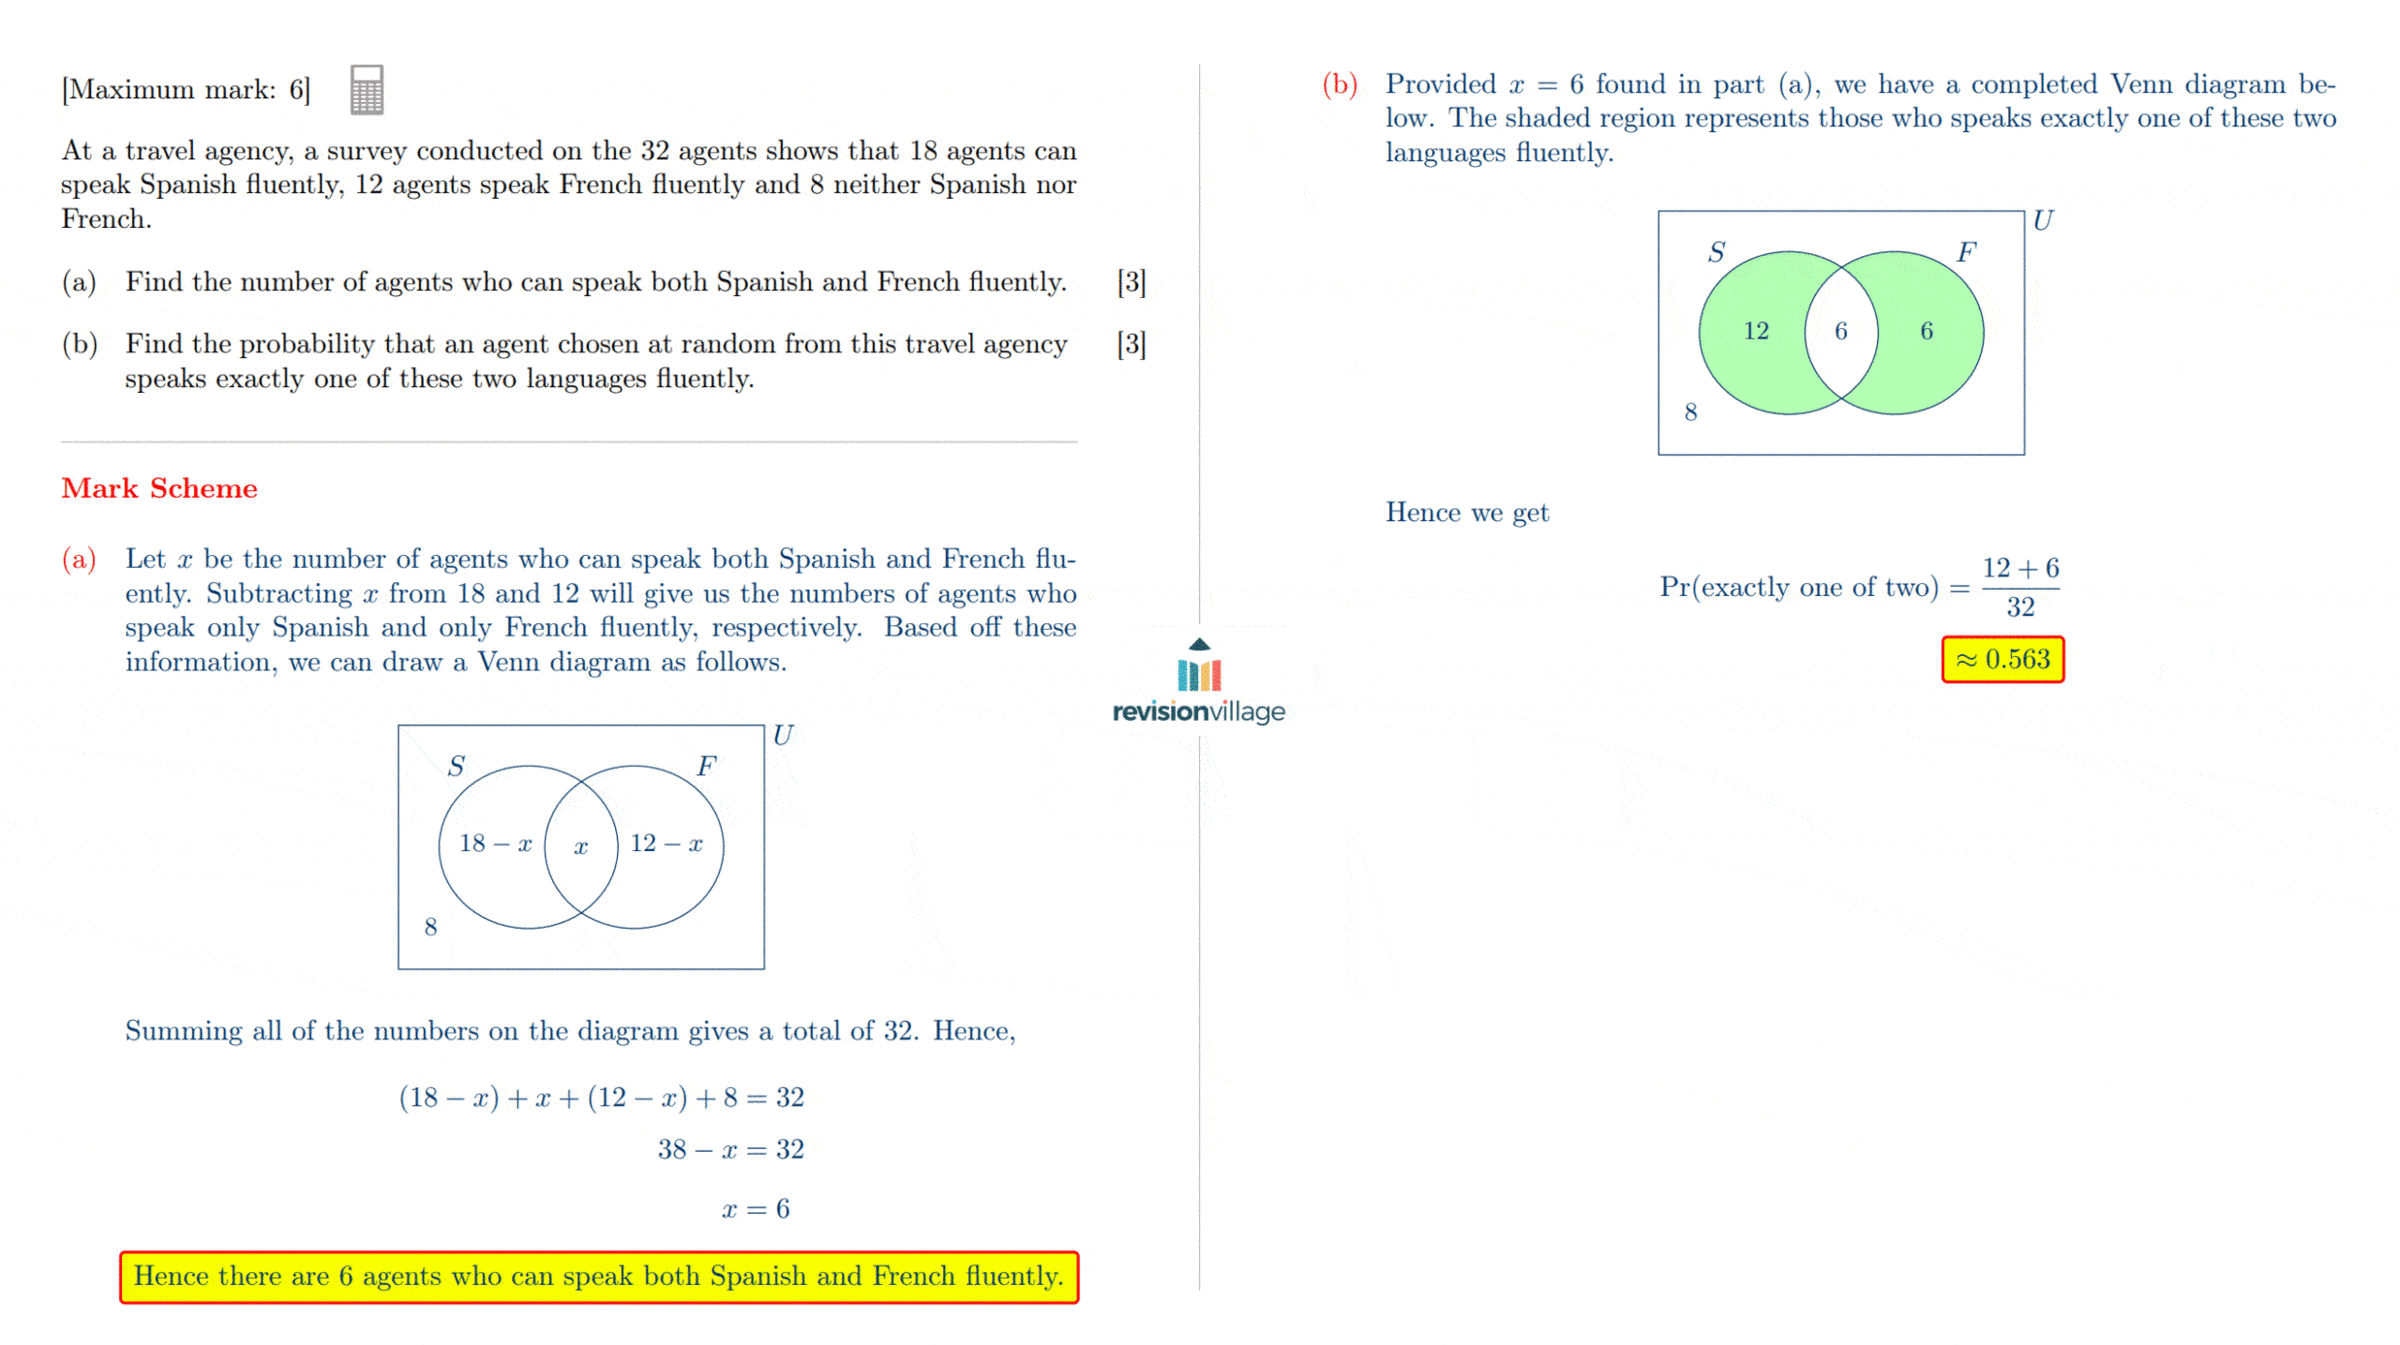 [Maximum mark: 6]
At a travel agency, a survey conducted on the 32 agents shows that 18 agents can
speak Spanish fluently, 12 agents speak French fluently and 8 neither Spanish nor
French.
(a) Find the number of agents who can speak both Spanish and French fluently. [3]
(b) Find the probability that an agent chosen at random from this travel agency [3]
speaks exactly one of these two languages fluently.
Mark Scheme
(a) Let x be the number of agents who can speak both Spanish and French flu-
ently. Subtracting x from 18 and 12 will give us the numbers of agents who
speak only Spanish and only French fluently, respectively. Based off these
information, we can draw a Venn diagram as follows.
U
S F
18 − x x 12 − x
8
Summing all of the numbers on the diagram gives a total of 32. Hence,
(18 − x) + x + (12 − x) + 8 = 32
38 − x = 32
x = 6
Hence there are 6 agents who can speak both Spanish and French fluently.
revisionvillage
(b) Provided x = 6 found in part (a), we have a completed Venn diagram be-
low. The shaded region represents those who speaks exactly one of these two
languages fluently.
U
S F
12 6 6
8
Hence we get
Pr(exactly one of two) = 12 + 6
32
≈ 0.563